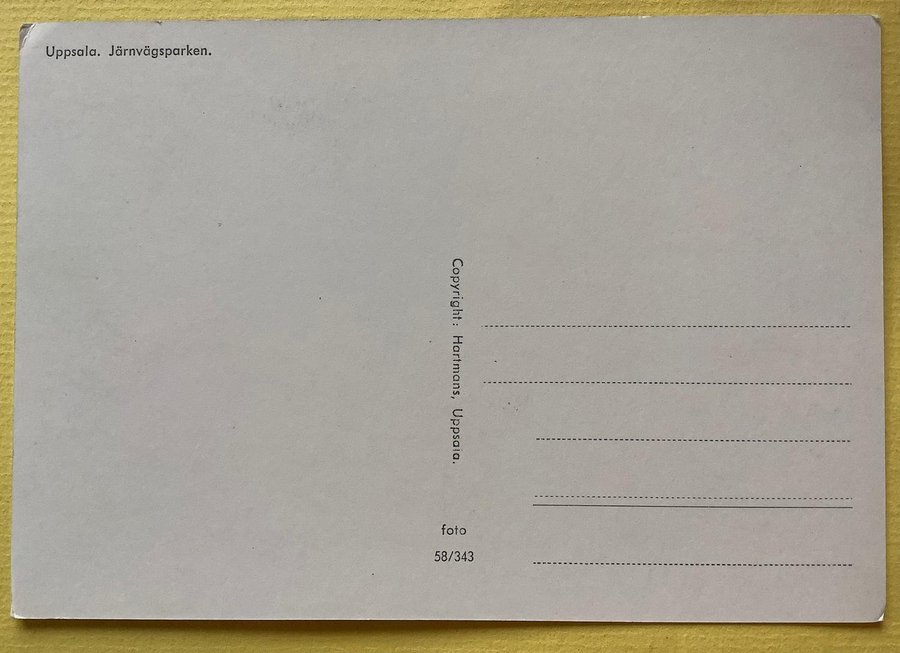 Uppsala. Järnvägsparken.
Copyright: Hartmans, Uppsala.
foto
58/343